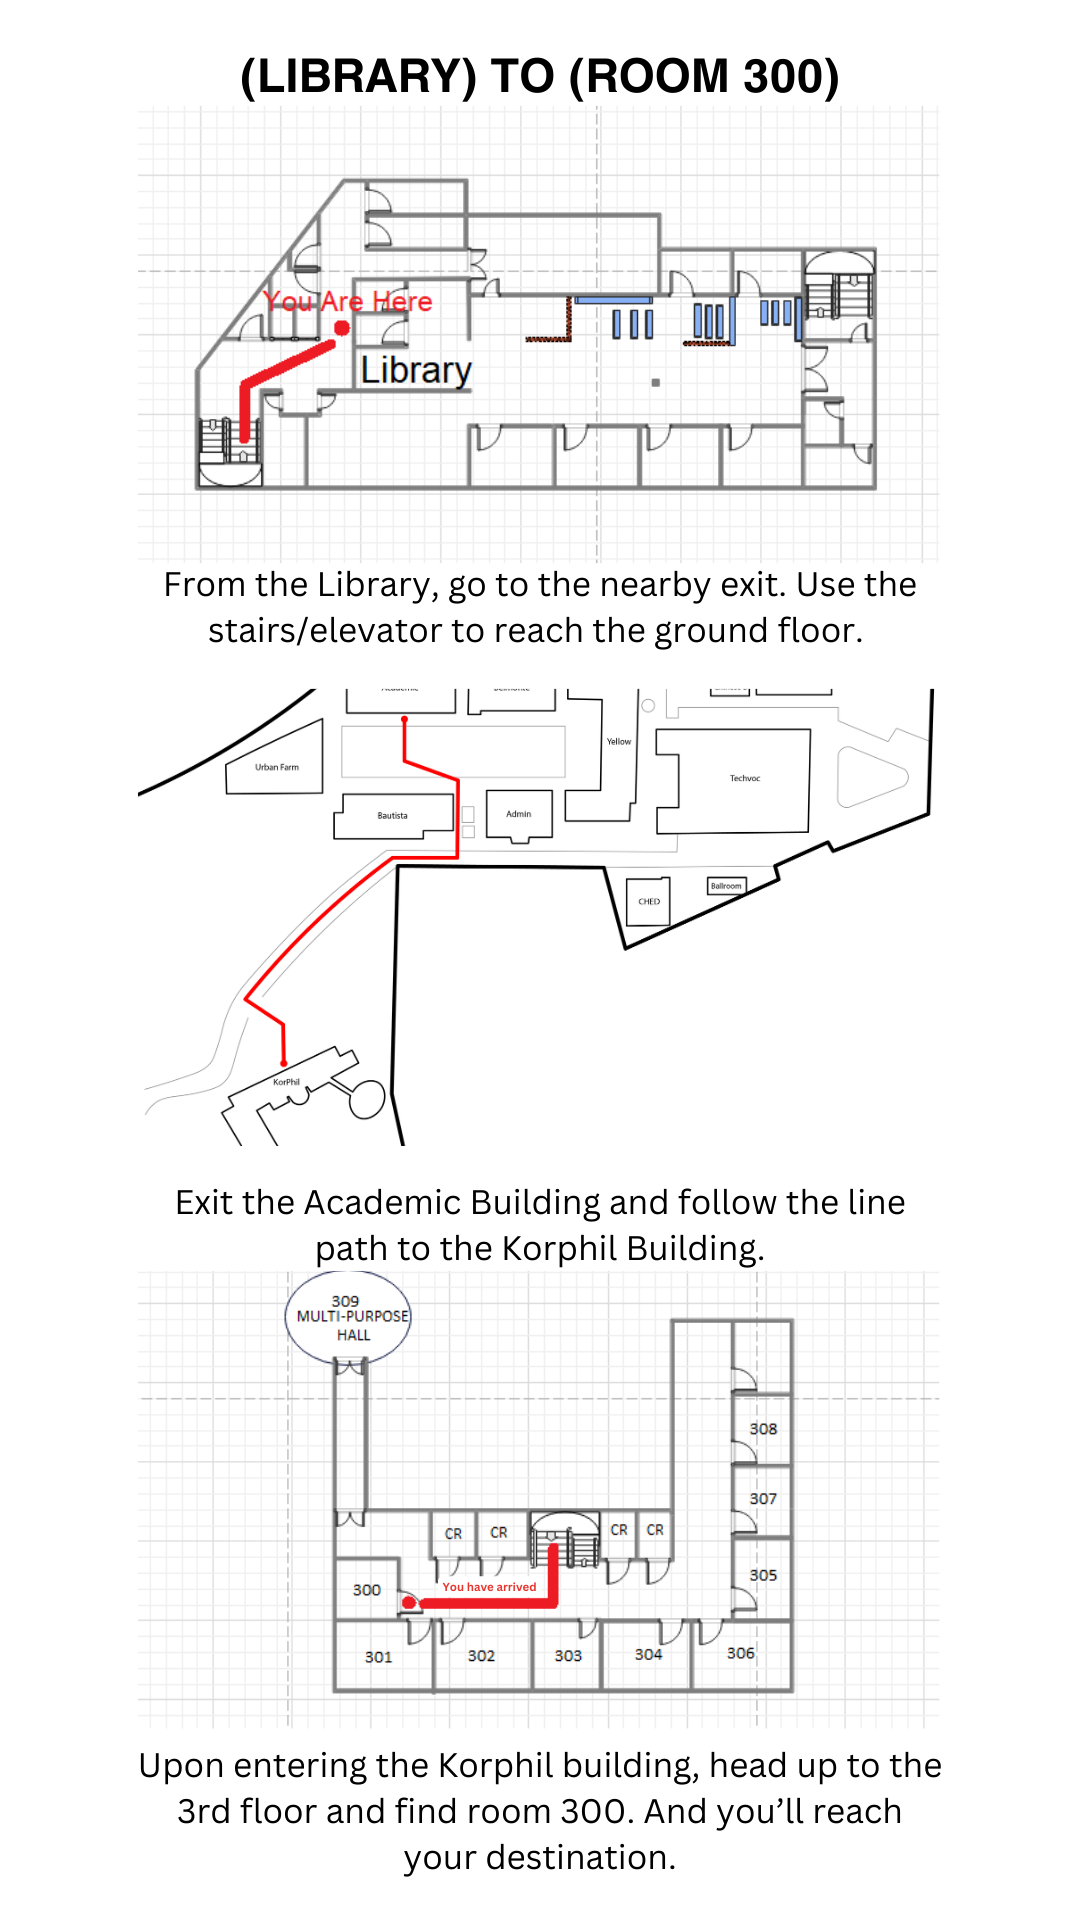 (LIBRARY) TO (ROOM 300)
You Are Here
Library
From the Library, go to the nearby exit. Use the
stairs/elevator to reach the ground floor.
Academic
Belmonte
Yellow
Urban Farm
Techvoc
Bautista
Admin
Ballroom
CHED
KorPhil
Exit the Academic Building and follow the line
path to the Korphil Building.
309
MULTI-PURPOSE
HALL
308
307
CR
CR
CR
CR
305
300
You have arrived
301
302
303
304
306
Upon entering the Korphil building, head up to the
3rd floor and find room 300. And you’ll reach
your destination.